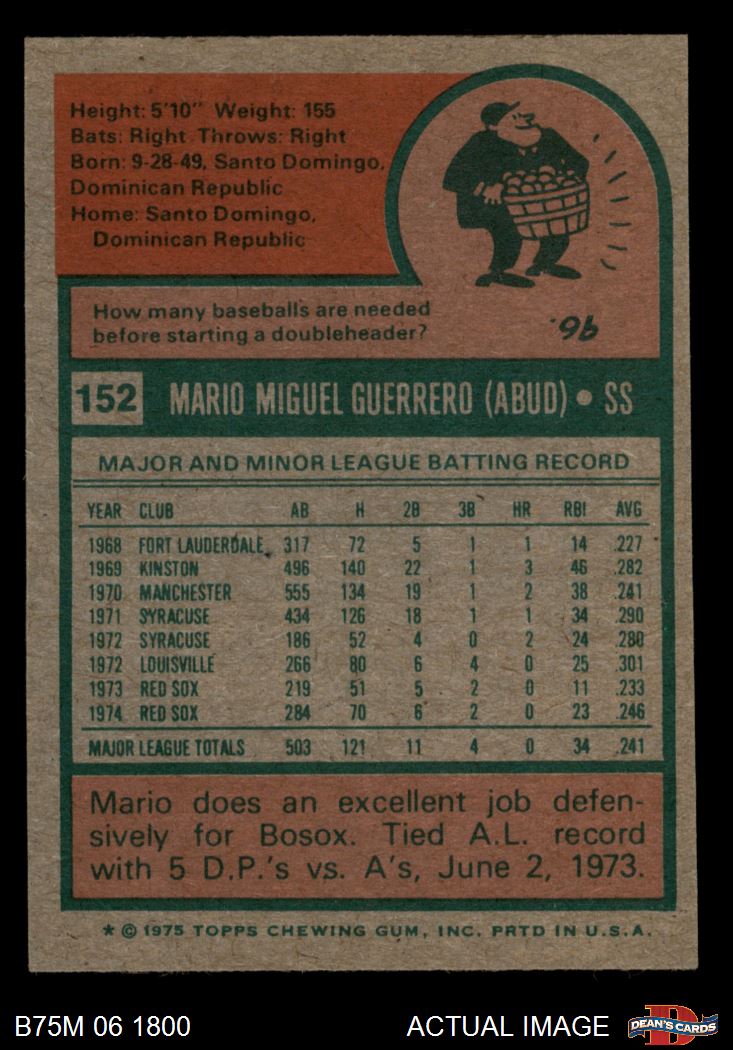 Height: 5'10" Weight: 155
Bats: Right Throws: Right
Born: 9-28-49, Santo Domingo,
Dominican Republic
Home: Santo Domingo,
Dominican Republic
How many baseballs are needed
before starting a doubleheader?
96.
152 MARIO MIGUEL GUERRERO (ABUD) • SS
MAJOR AND MINOR LEAGUE BATTING RECORD
YEAR CLUB AB H 2B 3B HR RBI AVG
1968 FORT LAUDERDALE 317 72 5 1 1 14 .227
1969 KINSTON 496 140 22 1 3 46 .282
1970 MANCHESTER 555 134 19 1 2 38 .241
1971 SYRACUSE 434 126 18 1 1 34 .290
1972 SYRACUSE 186 52 4 0 2 24 .280
1972 LOUISVILLE 266 80 6 4 0 25 .301
1973 RED SOX 219 51 5 2 0 11 .233
1974 RED SOX 284 70 6 2 0 23 .246
MAJOR LEAGUE TOTALS 503 121 11 4 0 34 .241
Mario does an excellent job defen-
sively for Bosox. Tied A.L. record
with 5 D.P.'s vs. A's, June 2, 1973.
* © 1975 TOPPS CHEWING GUM, INC. PRTD IN U.S.A.
B75M 06 1800 ACTUAL IMAGE DEAN'S CARDS